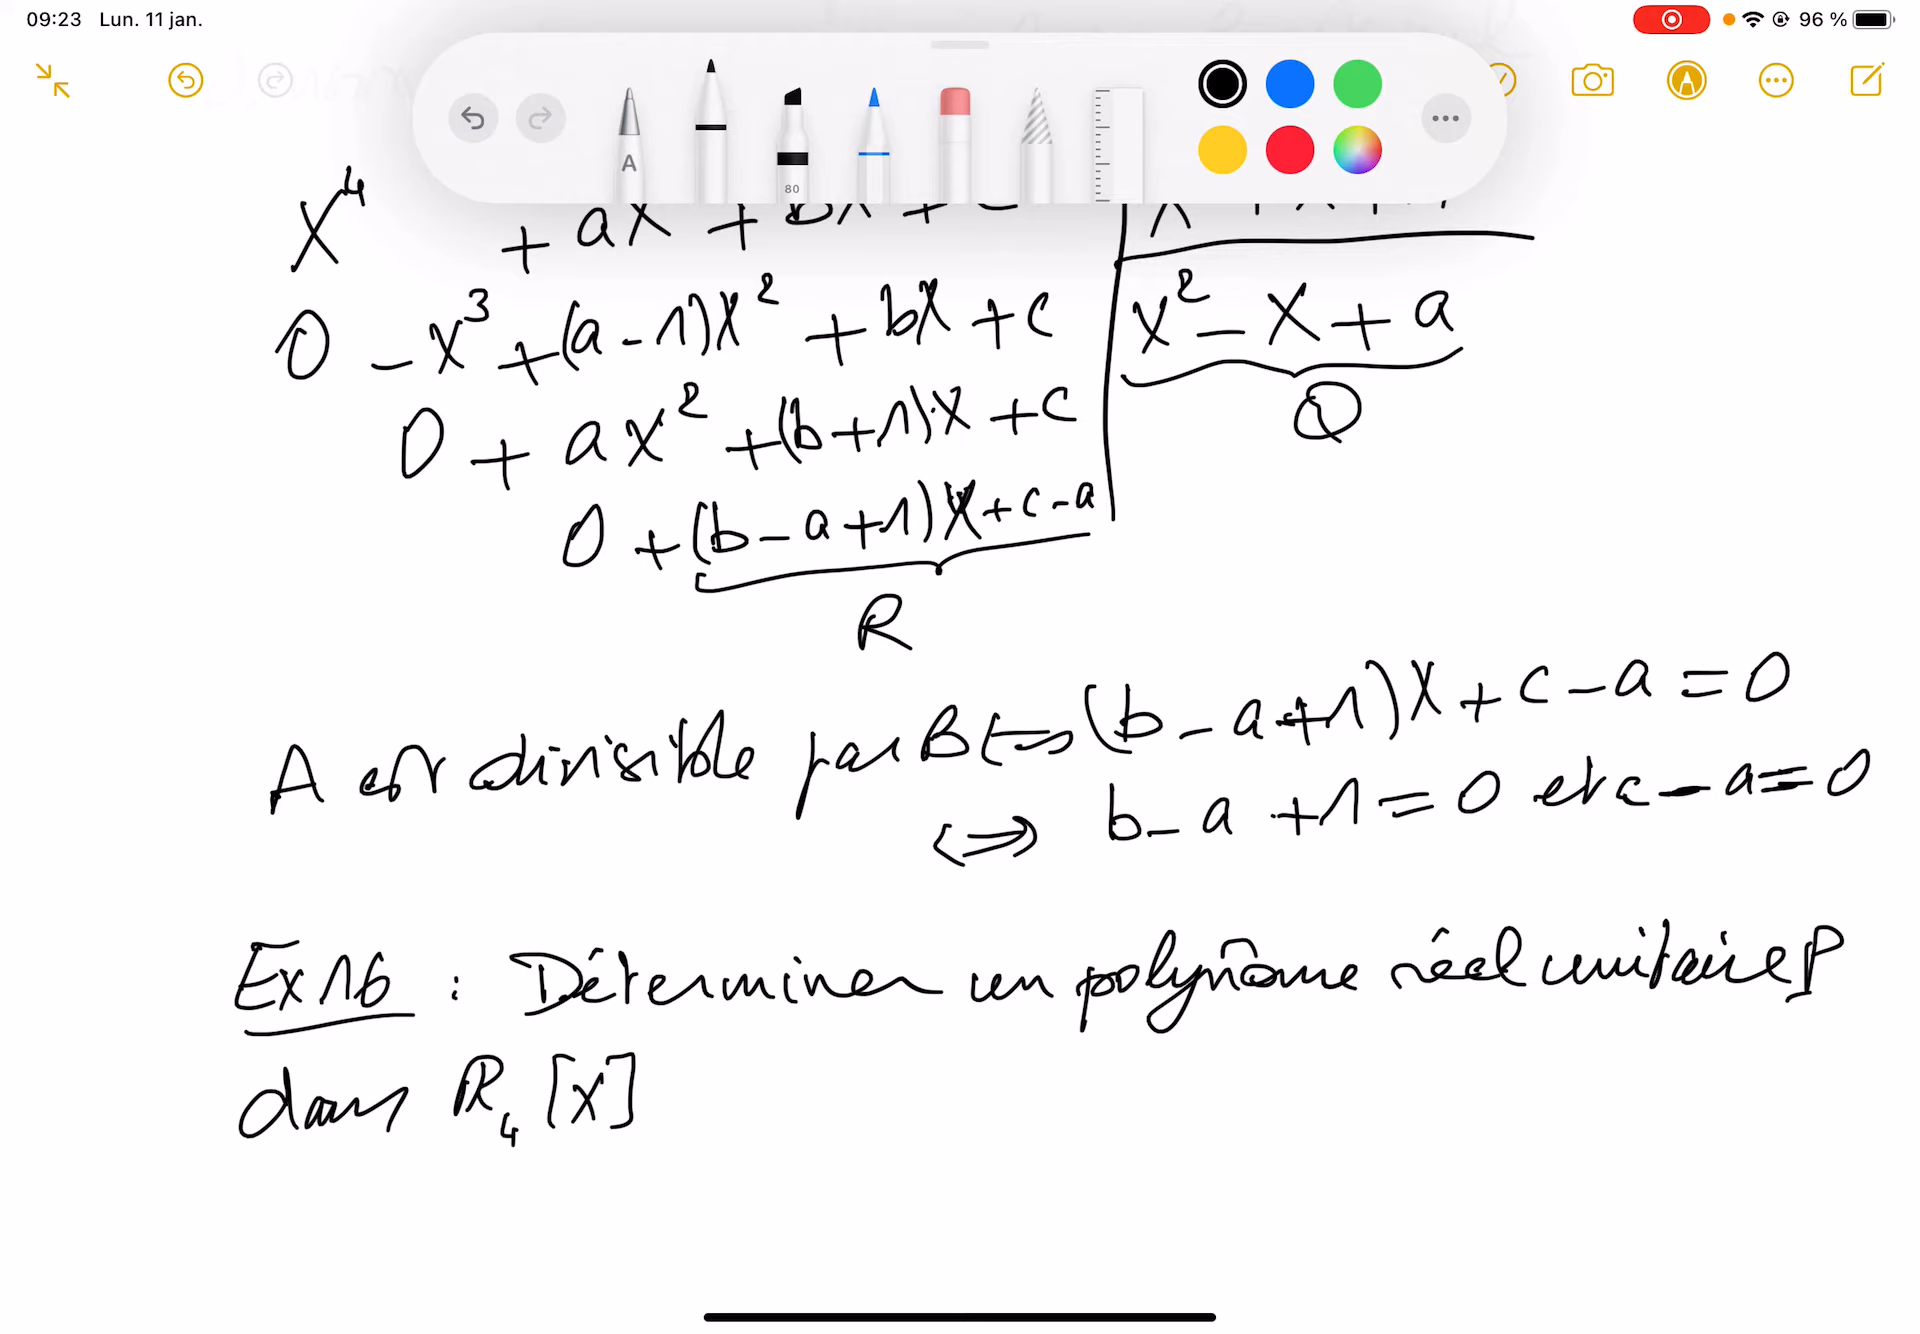 09:23 Lun. 11 jan. 96 %
A 80
X⁴ + aX + bX + c
0 - X³ + (a-1)X² + bX + c X² - X + a
Q
0 + aX² + (b+1)·X + c
0 + (b-a+1)X + c-a
R
A est divisible par B ⟺ (b-a+1)X + c-a = 0
⟺ b-a+1 = 0 et c-a = 0
Ex 16 : Déterminer un polynôme réel unitaire P
dans ℝ₄[X]